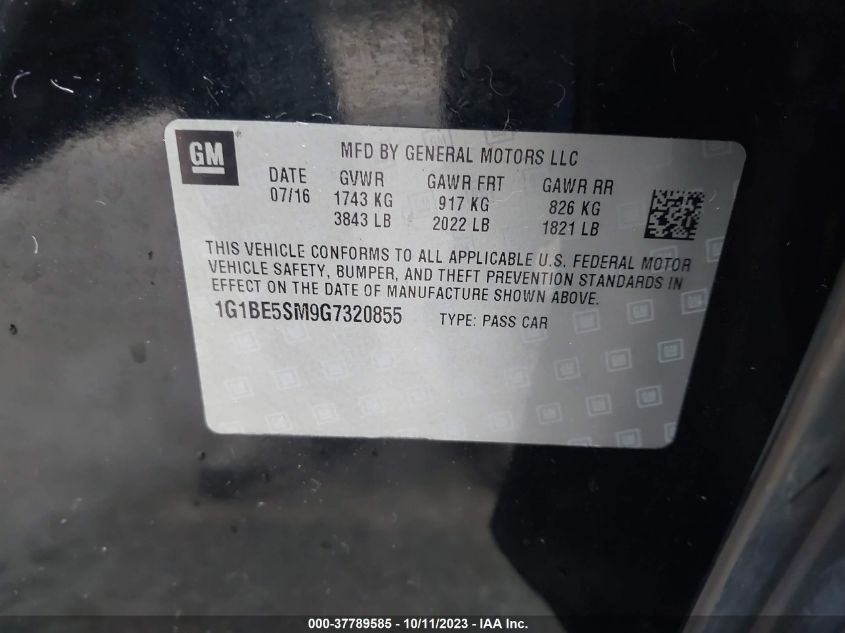 GM
MFD BY GENERAL MOTORS LLC
DATE GVWR GAWR FRT GAWR RR
07/16 1743 KG 917 KG 826 KG
3843 LB 2022 LB 1821 LB
THIS VEHICLE CONFORMS TO ALL APPLICABLE U.S. FEDERAL MOTOR
VEHICLE SAFETY, BUMPER, AND THEFT PREVENTION STANDARDS IN
EFFECT ON THE DATE OF MANUFACTURE SHOWN ABOVE.
1G1BE5SM9G7320855 TYPE: PASS CAR
000-37789585 - 10/11/2023 - IAA Inc.